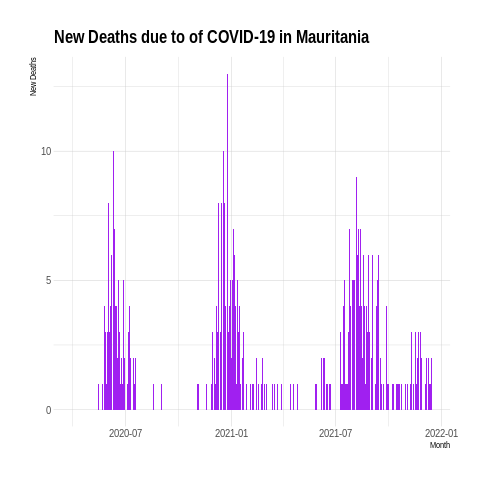 New Deaths due to of COVID-19 in Mauritania
New Deaths
10
5
0
2020-07 2021-01 2021-07 2022-01
Month